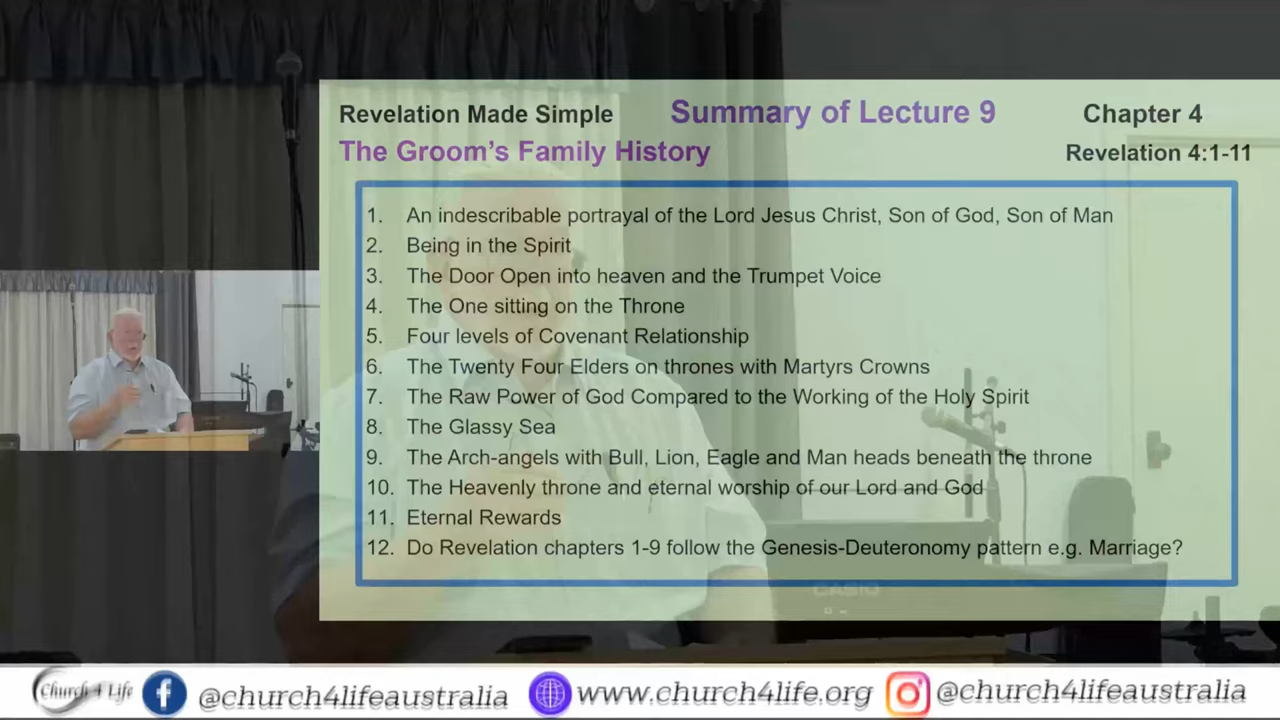 Revelation Made Simple Summary of Lecture 9 Chapter 4
The Groom's Family History Revelation 4:1-11
1. An indescribable portrayal of the Lord Jesus Christ, Son of God, Son of Man
2. Being in the Spirit
3. The Door Open into heaven and the Trumpet Voice
4. The One sitting on the Throne
5. Four levels of Covenant Relationship
6. The Twenty Four Elders on thrones with Martyrs Crowns
7. The Raw Power of God Compared to the Working of the Holy Spirit
8. The Glassy Sea
9. The Arch-angels with Bull, Lion, Eagle and Man heads beneath the throne
10. The Heavenly throne and eternal worship of our Lord and God
11. Eternal Rewards
12. Do Revelation chapters 1-9 follow the Genesis-Deuteronomy pattern e.g. Marriage?
CASIO
Church 4 Life @church4lifeaustralia www.church4life.org @church4lifeaustralia